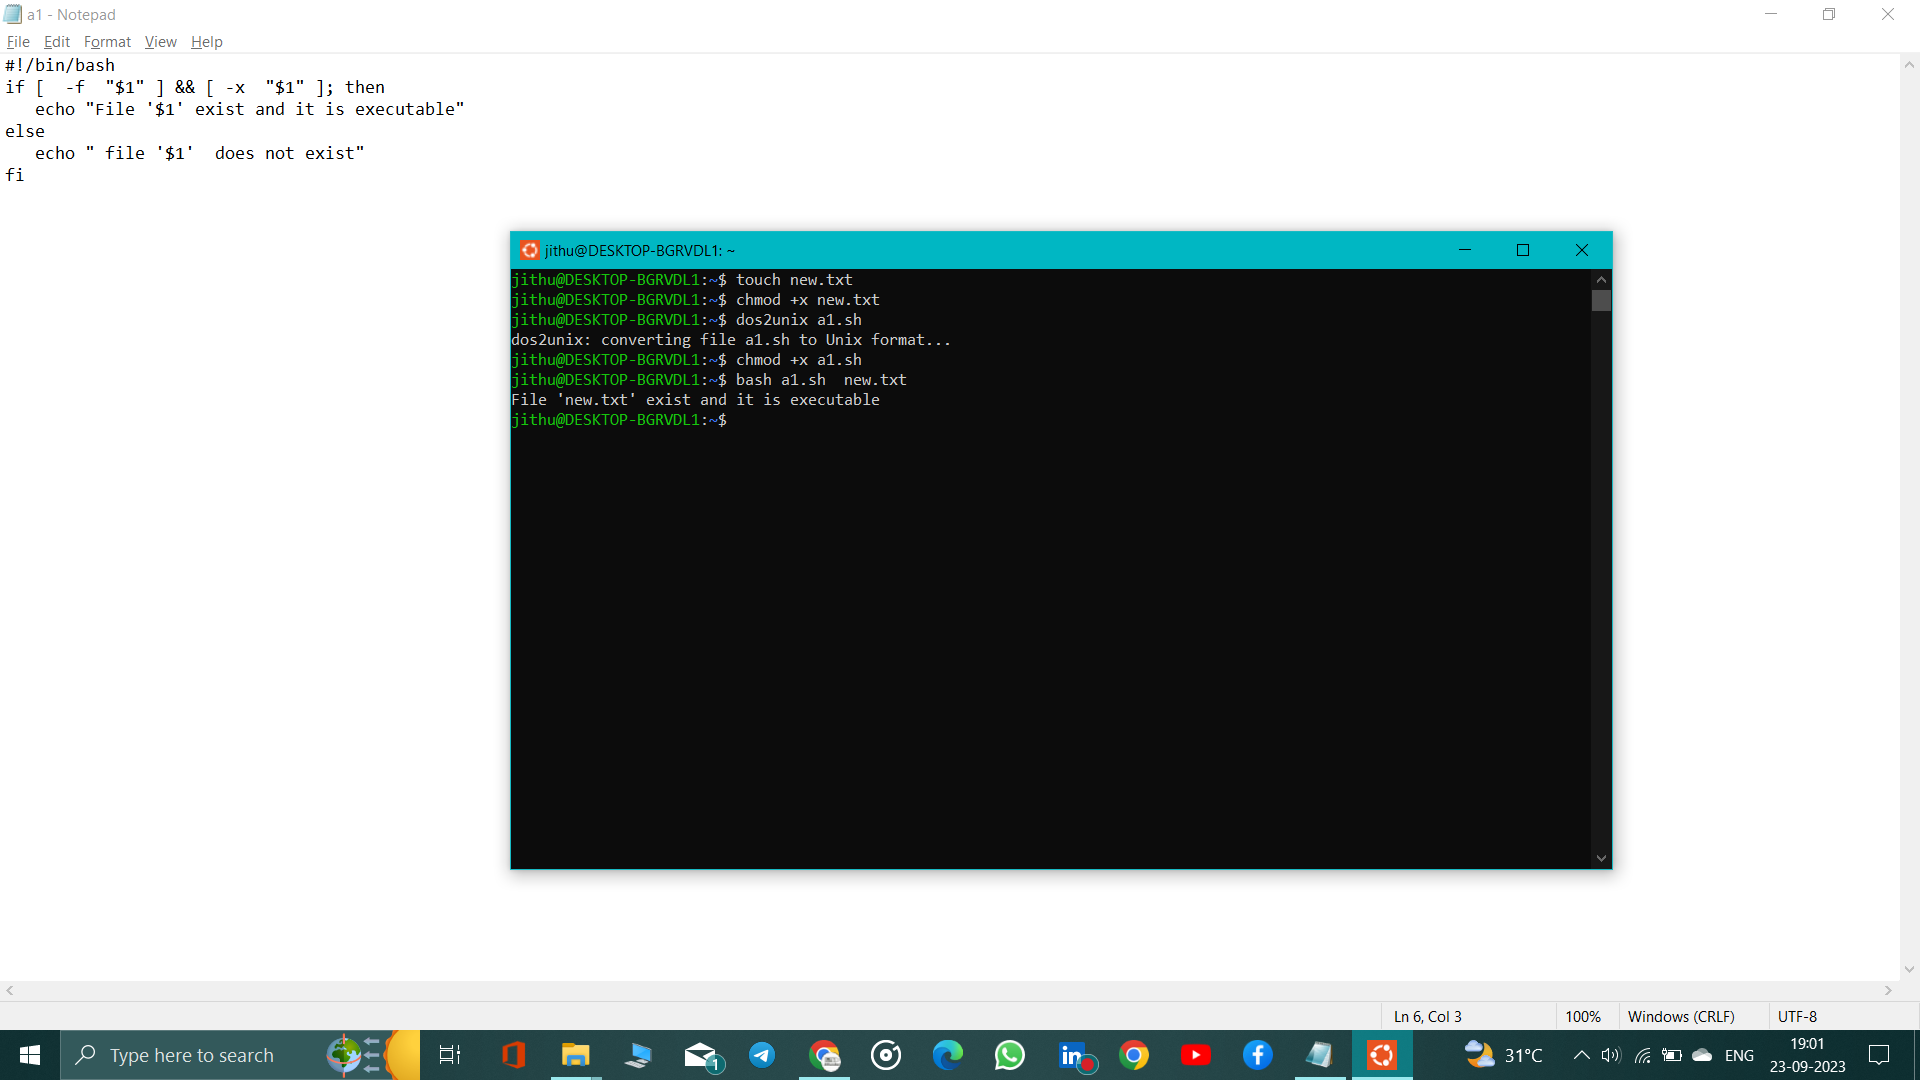 a1 - Notepad
File Edit Format View Help
#!/bin/bash
if [  -f  "$1" ] && [ -x  "$1" ]; then
   echo "File '$1' exist and it is executable"
else
   echo " file '$1'  does not exist"
fi
jithu@DESKTOP-BGRVDL1: ~
jithu@DESKTOP-BGRVDL1:~$ touch new.txt
jithu@DESKTOP-BGRVDL1:~$ chmod +x new.txt
jithu@DESKTOP-BGRVDL1:~$ dos2unix a1.sh
dos2unix: converting file a1.sh to Unix format...
jithu@DESKTOP-BGRVDL1:~$ chmod +x a1.sh
jithu@DESKTOP-BGRVDL1:~$ bash a1.sh  new.txt
File 'new.txt' exist and it is executable
jithu@DESKTOP-BGRVDL1:~$
Ln 6, Col 3 100% Windows (CRLF) UTF-8
Type here to search 1 in 31°C ENG 19:01
23-09-2023